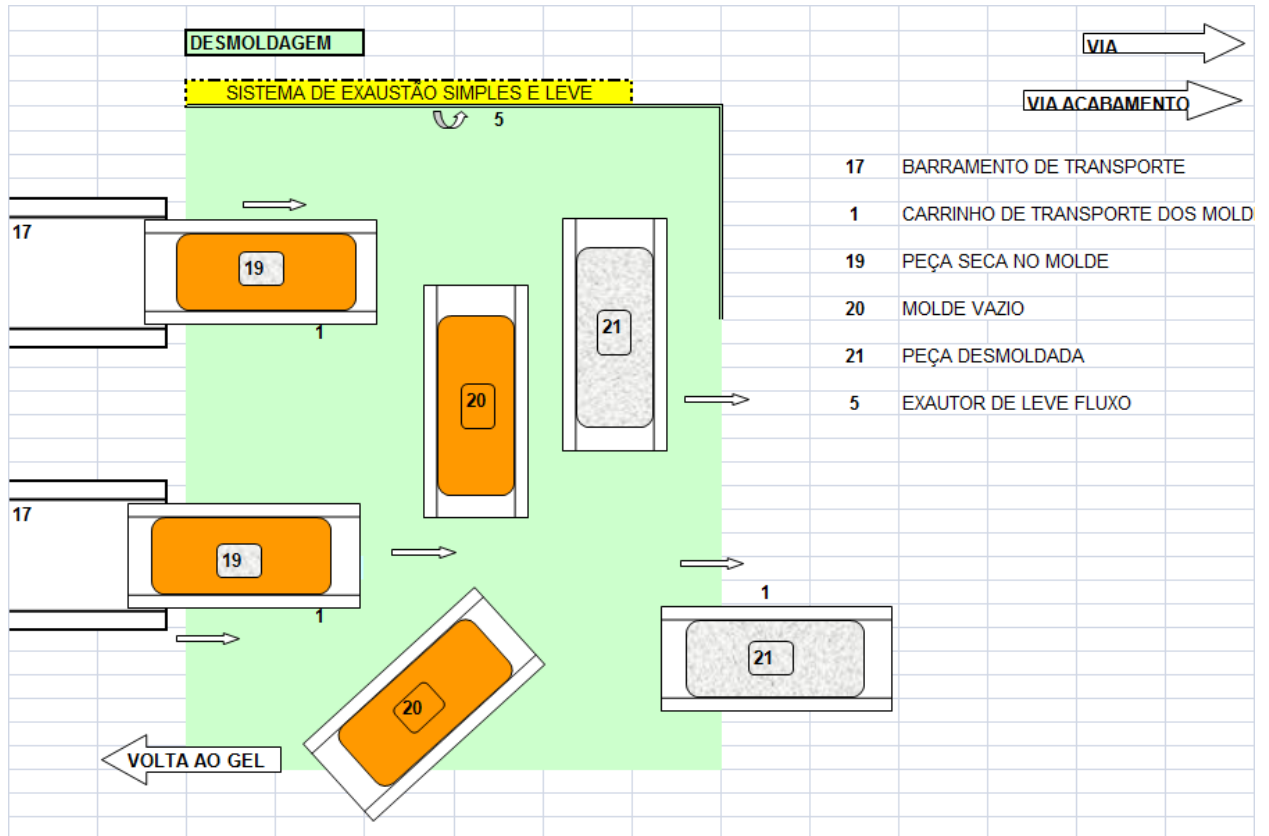 DESMOLDAGEM
VIA
SISTEMA DE EXAUSTÃO SIMPLES E LEVE
VIA ACABAMENTO
5
17 BARRAMENTO DE TRANSPORTE
1 CARRINHO DE TRANSPORTE DOS MOLD
19 PEÇA SECA NO MOLDE
20 MOLDE VAZIO
21 PEÇA DESMOLDADA
5 EXAUTOR DE LEVE FLUXO
17
19
1
21
20
17
19
1
1
21
20
VOLTA AO GEL